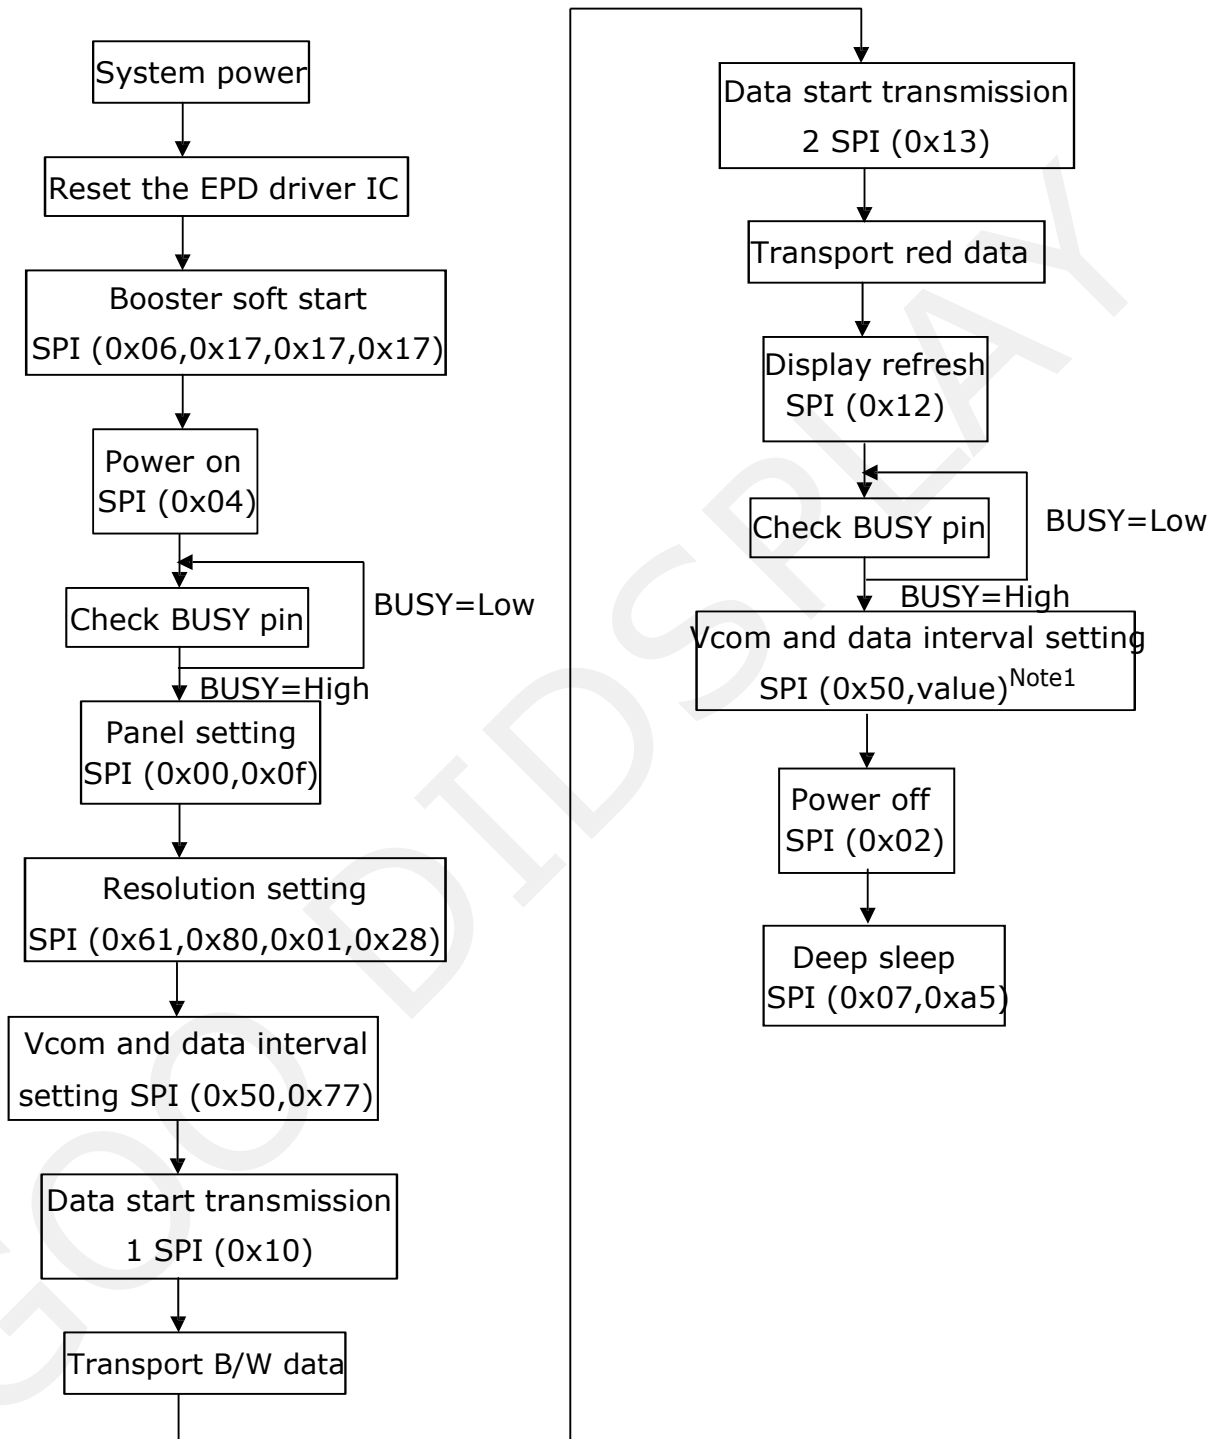 System power
Reset the EPD driver IC
Booster soft start
SPI (0x06,0x17,0x17,0x17)
Power on
SPI (0x04)
Check BUSY pin
BUSY=Low
BUSY=High
Panel setting
SPI (0x00,0x0f)
Resolution setting
SPI (0x61,0x80,0x01,0x28)
Vcom and data interval
setting SPI (0x50,0x77)
Data start transmission
1 SPI (0x10)
Transport B/W data
Data start transmission
2 SPI (0x13)
Transport red data
Display refresh
SPI (0x12)
Check BUSY pin
BUSY=Low
BUSY=High
Vcom and data interval setting
SPI (0x50,value)Note1
Power off
SPI (0x02)
Deep sleep
SPI (0x07,0xa5)
GOO DIDSPLAY